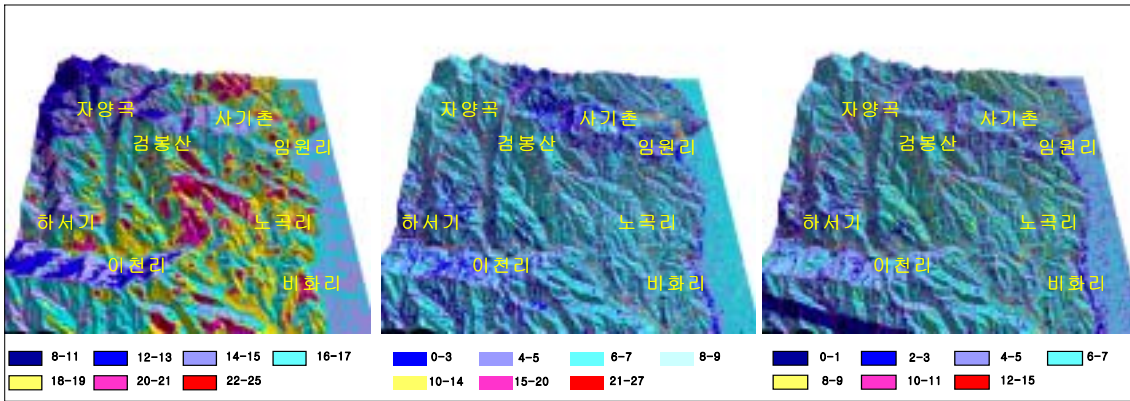 자양곡
사기촌
검봉산
임원리
하서기
노곡리
이천리
비화리
8-11 12-13 14-15 16-17
18-19 20-21 22-25
자양곡
사기촌
검봉산
임원리
하서기
노곡리
이천리
비화리
0-3 4-5 6-7 8-9
10-14 15-20 21-27
자양곡
사기촌
검봉산
임원리
하서기
노곡리
이천리
비화리
0-1 2-3 4-5 6-7
8-9 10-11 12-15